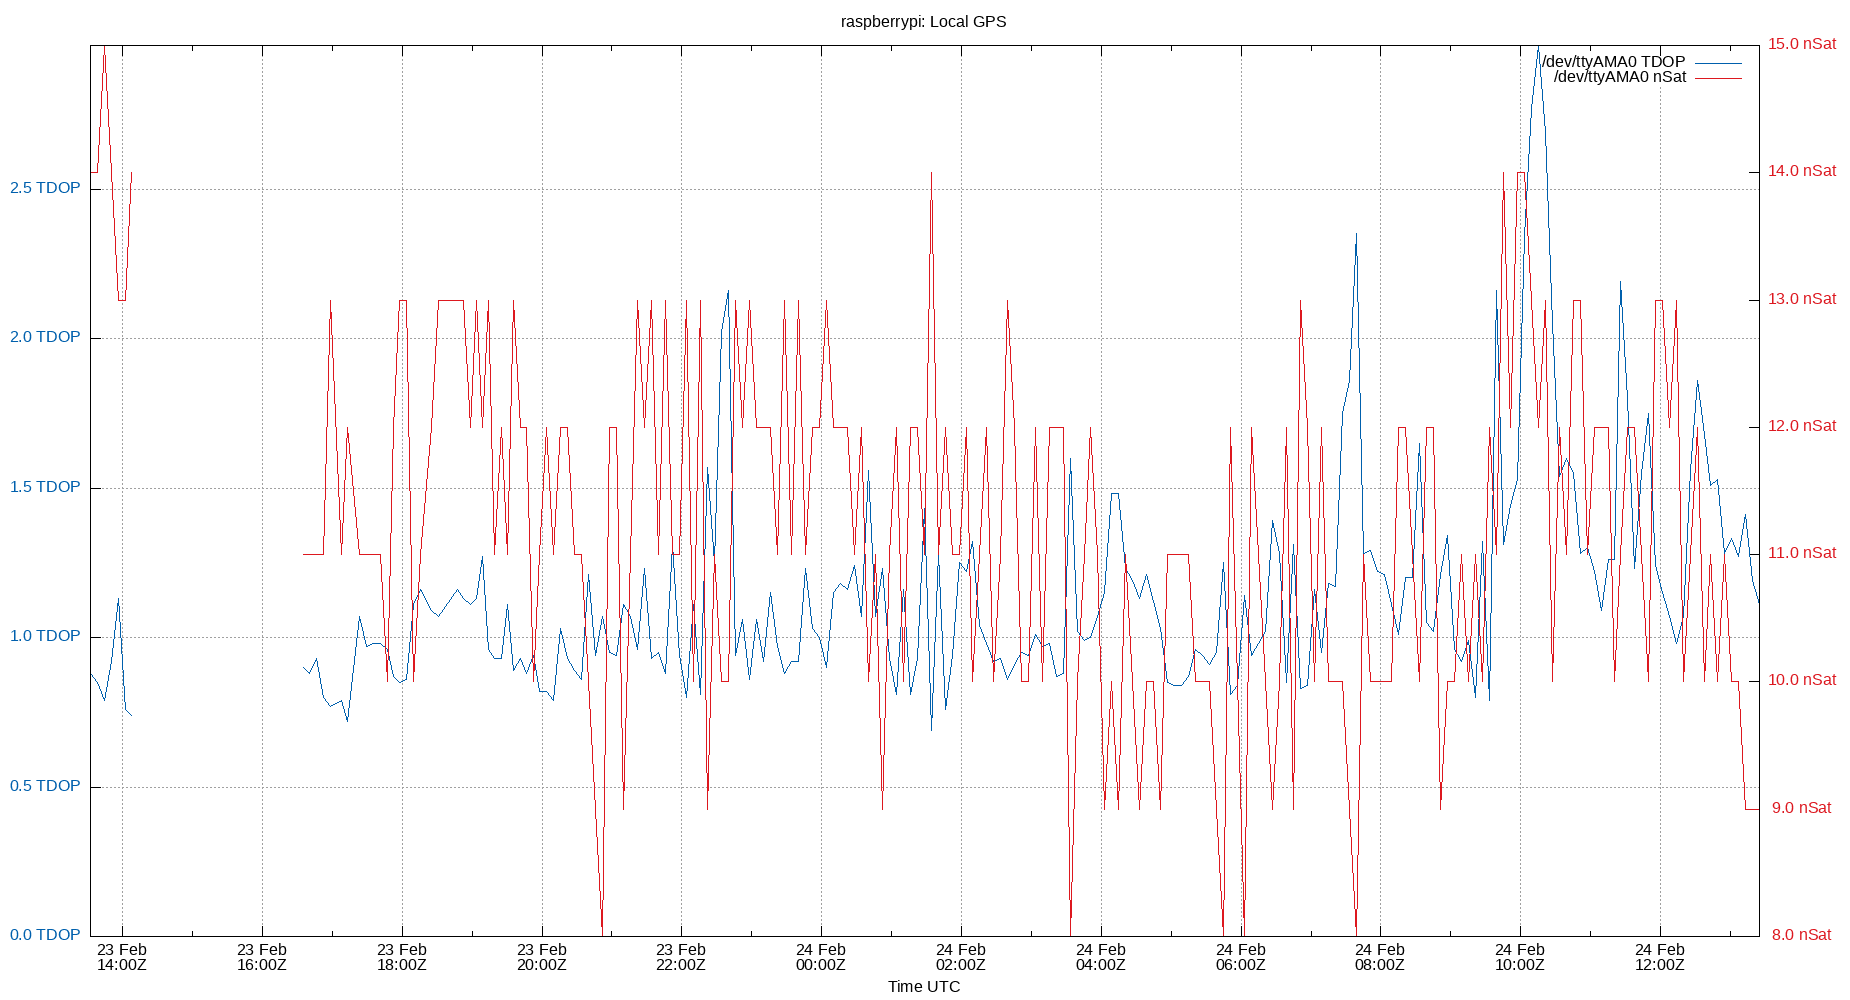 raspberrypi: Local GPS
15.0 nSat
/dev/ttyAMA0 TDOP
/dev/ttyAMA0 nSat
14.0 nSat
2.5 TDOP
13.0 nSat
2.0 TDOP
12.0 nSat
1.5 TDOP
11.0 nSat
1.0 TDOP
10.0 nSat
0.5 TDOP
9.0 nSat
0.0 TDOP
8.0 nSat
23 Feb 23 Feb 23 Feb 23 Feb 23 Feb 24 Feb 24 Feb 24 Feb 24 Feb 24 Feb 24 Feb 24 Feb
14:00Z 16:00Z 18:00Z 20:00Z 22:00Z 00:00Z 02:00Z 04:00Z 06:00Z 08:00Z 10:00Z 12:00Z
Time UTC